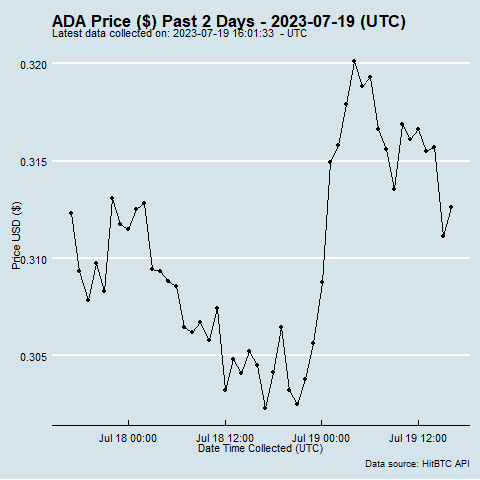 ADA Price ($) Past 2 Days - 2023-07-19 (UTC)
Latest data collected on: 2023-07-19 16:01:33  - UTC
0.320
0.315
0.310
0.305
Price USD ($)
Jul 18 00:00
Jul 18 12:00
Jul 19 00:00
Jul 19 12:00
Date Time Collected (UTC)
Data source: HitBTC API